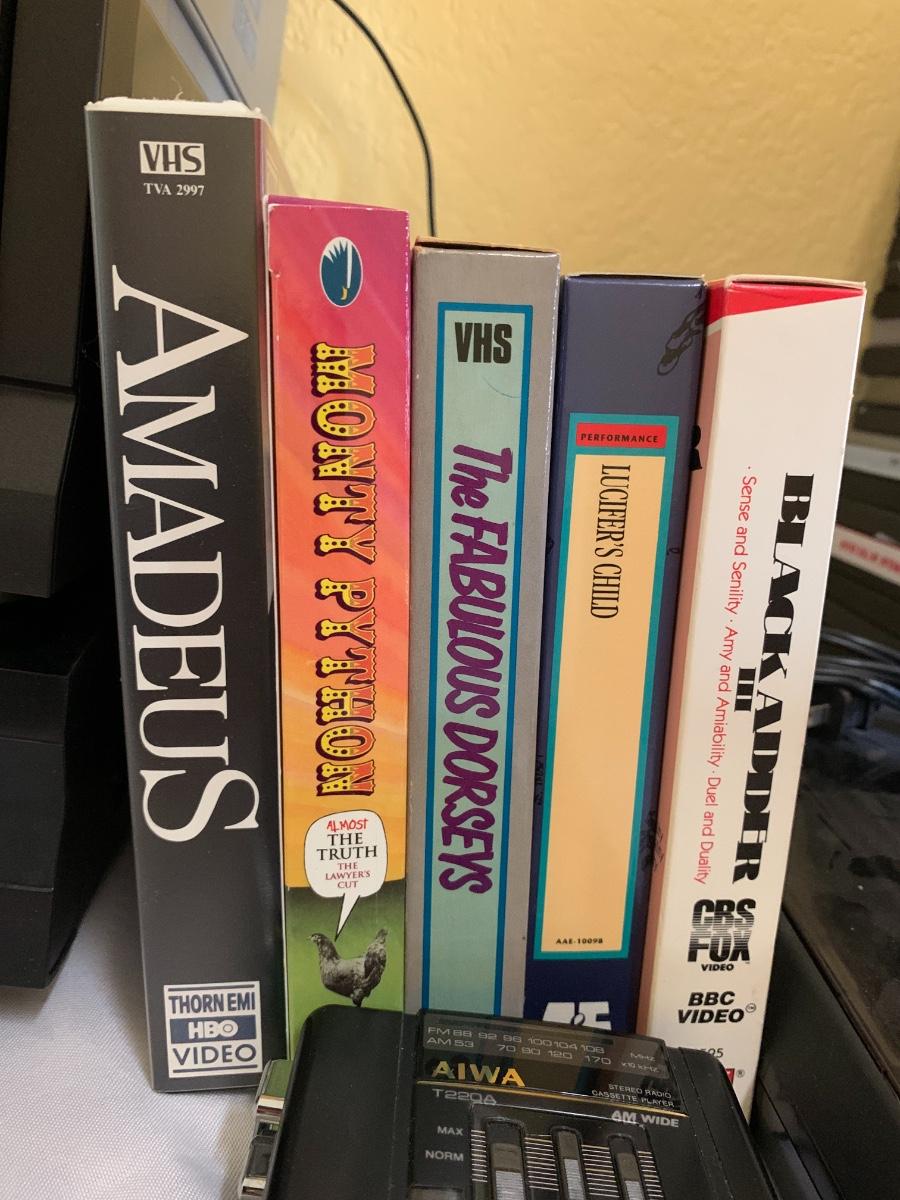 VHS
TVA 2997
AMADEUS
THORN EMI
HBO
VIDEO
MONTY PYTHON
ALMOST
THE
TRUTH
THE
LAWYER'S
CUT
VHS
The FABULOUS DORSEYS
PERFORMANCE
LUCIFER'S CHILD
AAE-10098
BLACK ADDER
III
· Sense and Senility · Amy and Amiability · Duel and Duality
CBS
FOX
VIDEO
BBC
VIDEO
FM 88 92 96 100 104 108 MHz
AM 53 70 90 120 170 x10 kHz
AIWA
STEREO RADIO
CASSETTE PLAYER
T220A
AM WIDE
MAX
NORM